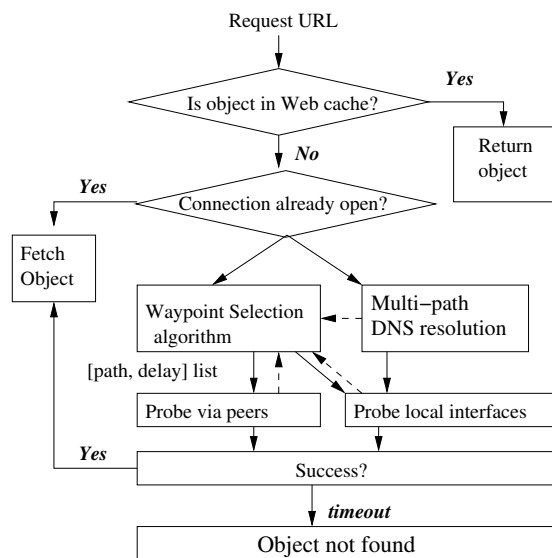 Request URL
Is object in Web cache?
Yes
Return
object
No
Yes
Connection already open?
Fetch
Object
Waypoint Selection
algorithm
Multi−path
DNS resolution
[path, delay] list
Probe via peers
Probe local interfaces
Yes
Success?
timeout
Object not found